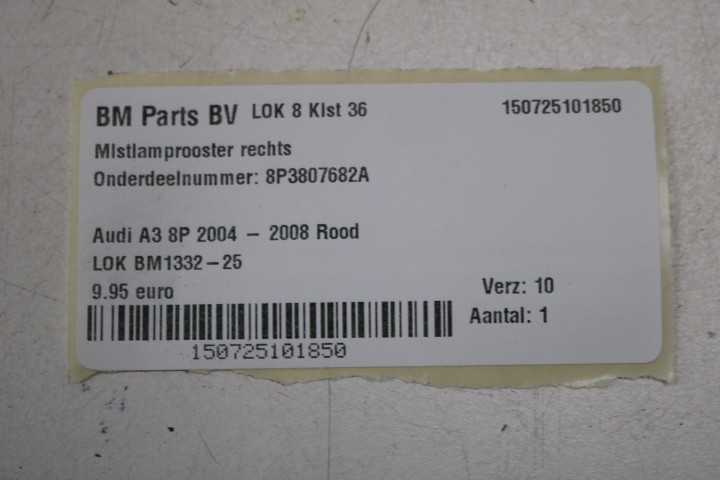 BM Parts BV LOK 8 Kist 36 150725101850
Mistlamprooster rechts
Onderdeelnummer: 8P3807682A
Audi A3 8P 2004 – 2008 Rood
LOK BM1332–25
9.95 euro Verz: 10
Aantal: 1
150725101850